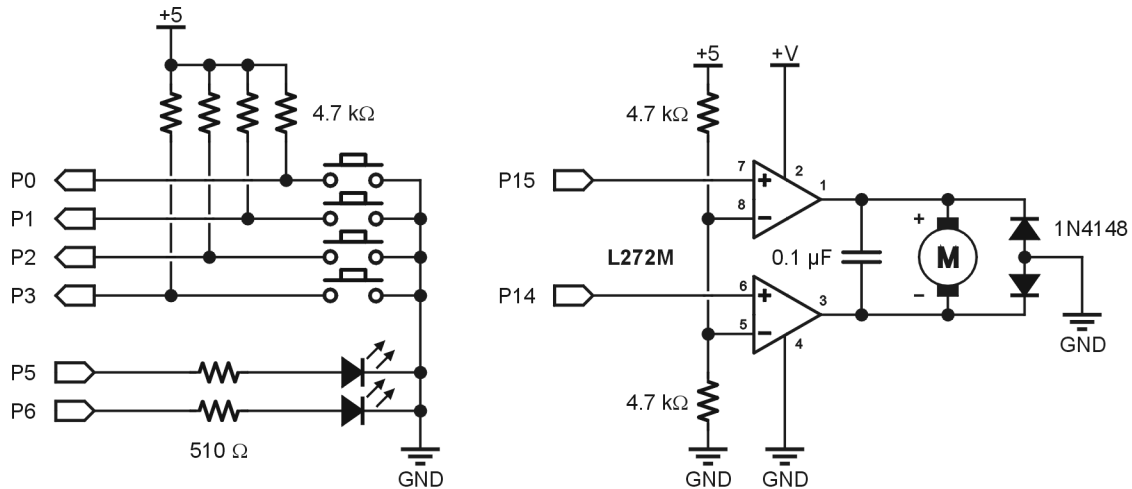 +5
4.7 kΩ
P0
P1
P2
P3
P5
P6
510 Ω
GND
+5
+V
4.7 kΩ
P15
7
8
+
−
2
1
L272M
P14
6
5
+
−
3
4
0.1 µF
+
M
−
1N4148
GND
4.7 kΩ
GND
GND